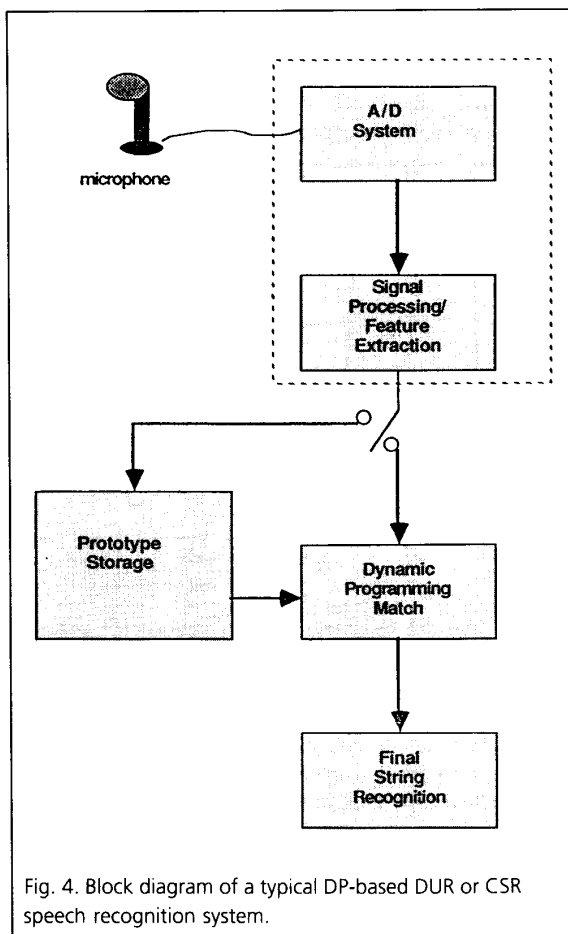 A/D
System
microphone
Signal
Processing/
Feature
Extraction
Prototype
Storage
Dynamic
Programming
Match
Final
String
Recognition
Fig. 4. Block diagram of a typical DP-based DUR or CSR
speech recognition system.